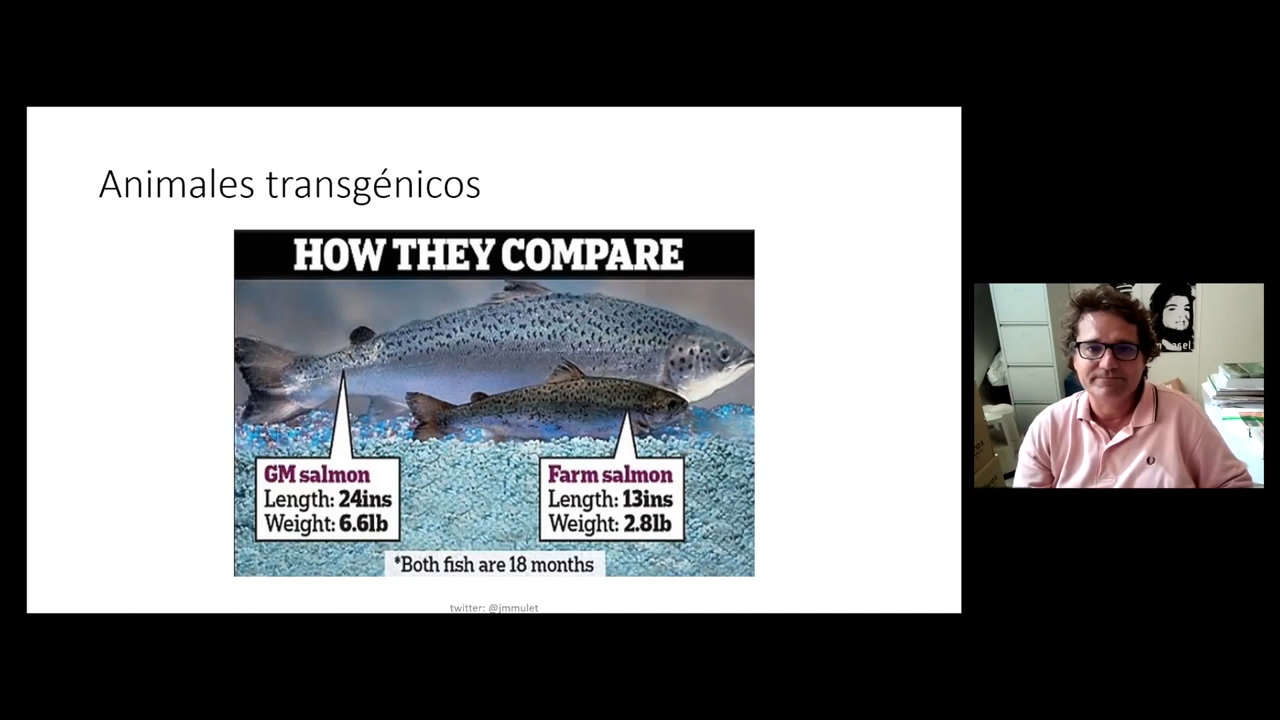 Animales transgénicos
HOW THEY COMPARE
GM salmon
Length: 24ins
Weight: 6.6lb
Farm salmon
Length: 13ins
Weight: 2.8lb
*Both fish are 18 months
twitter: @jmmulet